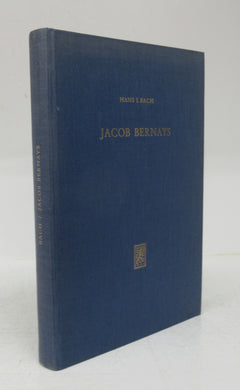 HANS I. BACH
JACOB BERNAYS
BACH / JACOB BERNAYS